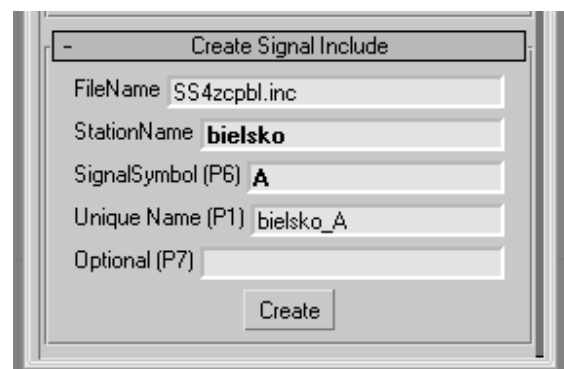 - Create Signal Include
FileName SS4zcpbl.inc
StationName bielsko
SignalSymbol (P6) A
Unique Name (P1) bielsko_A
Optional (P7)
Create